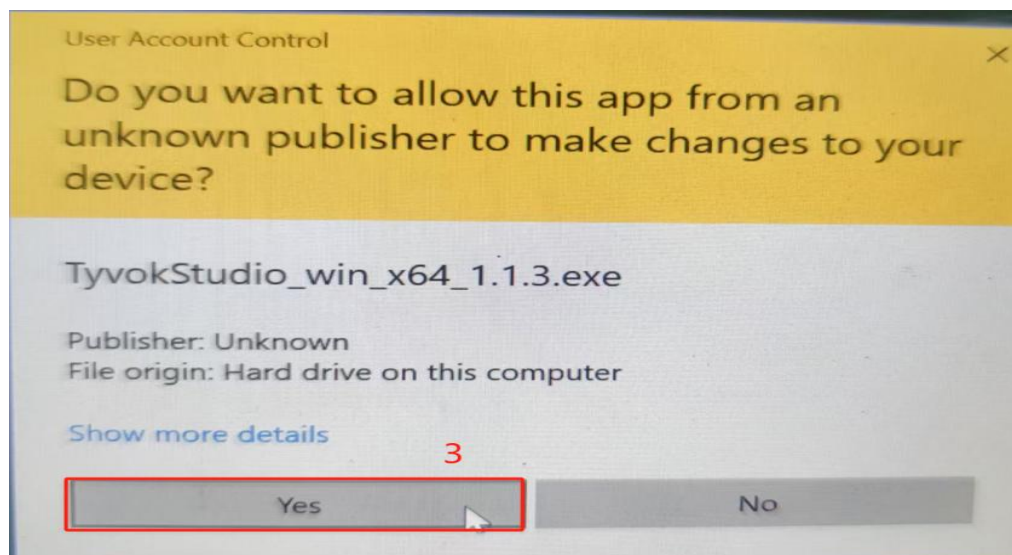 User Account Control
Do you want to allow this app from an
unknown publisher to make changes to your
device?
TyvokStudio_win_x64_1.1.3.exe
Publisher: Unknown
File origin: Hard drive on this computer
Show more details
3
Yes
No